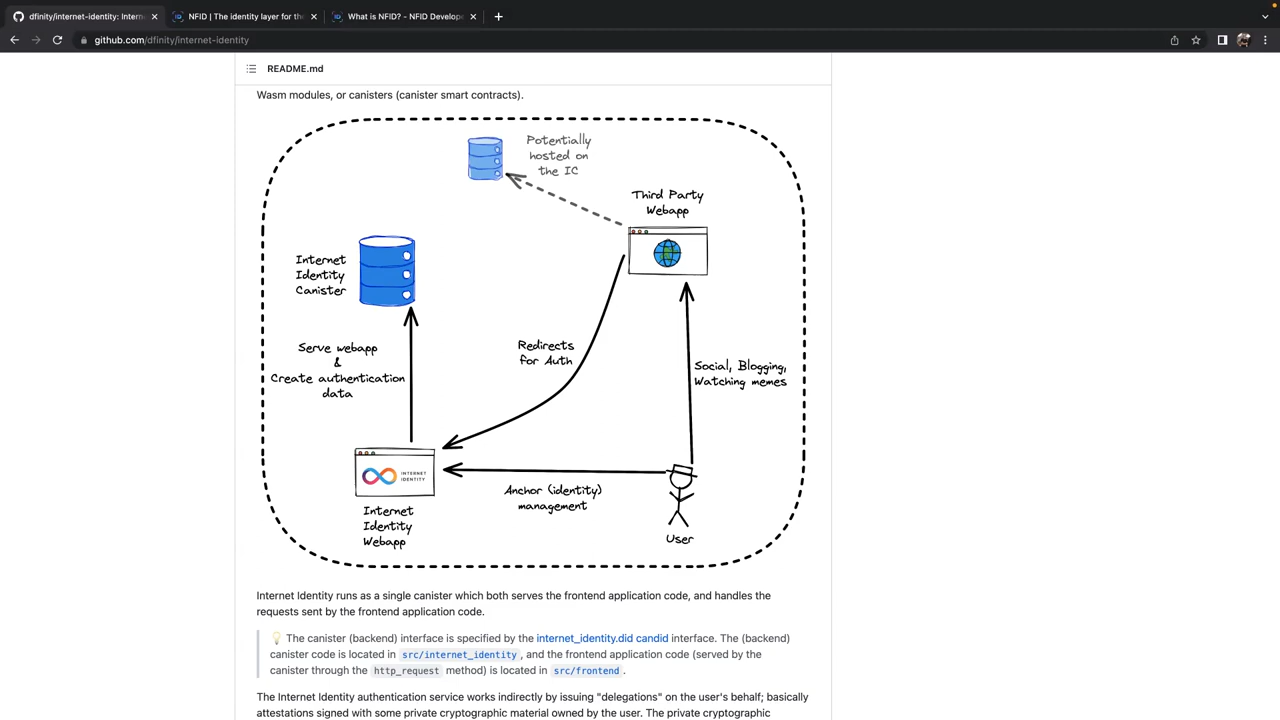 dfinity/internet-identity: Intern
NFID | The identity layer for the
What is NFID? - NFID Develope
github.com/dfinity/internet-identity
README.md
Wasm modules, or canisters (canister smart contracts).
Potentially
hosted on
the IC
Third Party
Webapp
Internet
Identity
Canister
Serve webapp
&
Create authentication
data
Redirects
for Auth
Social, Blogging,
Watching memes
INTERNET
IDENTITY
Anchor (identity)
management
Internet
Identity
Webapp
User
Internet Identity runs as a single canister which both serves the frontend application code, and handles the
requests sent by the frontend application code.
💡 The canister (backend) interface is specified by the internet_identity.did candid interface. The (backend)
canister code is located in src/internet_identity, and the frontend application code (served by the
canister through the http_request method) is located in src/frontend.
The Internet Identity authentication service works indirectly by issuing "delegations" on the user's behalf; basically
attestations signed with some private cryptographic material owned by the user. The private cryptographic